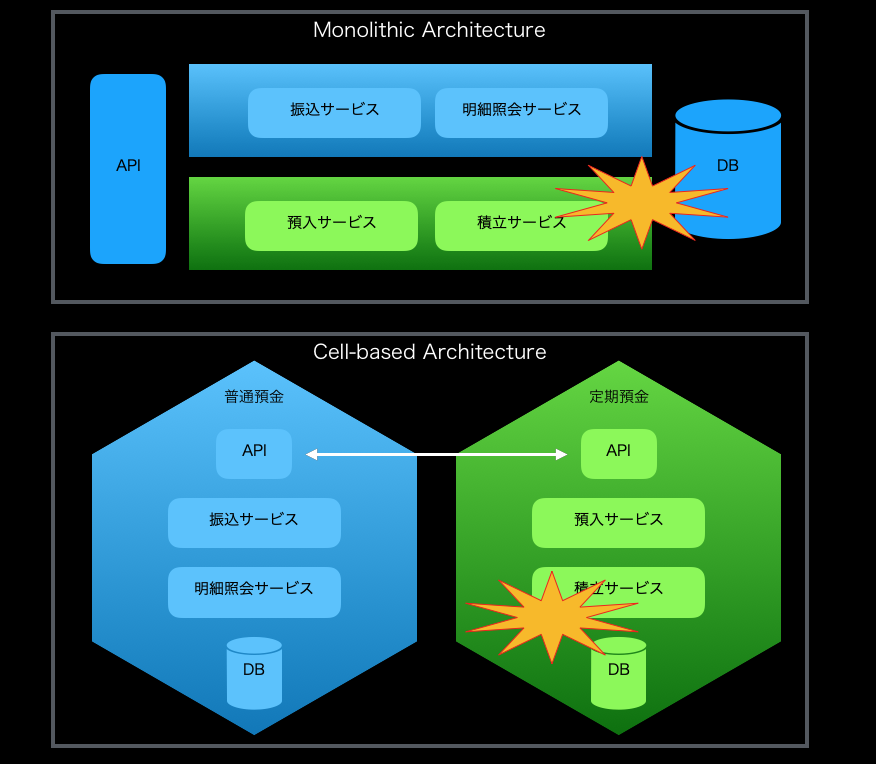 Monolithic Architecture
API
振込サービス
明細照会サービス
DB
預入サービス
積立サービス
Cell-based Architecture
普通預金
API
振込サービス
明細照会サービス
DB
定期預金
API
預入サービス
積立サービス
DB